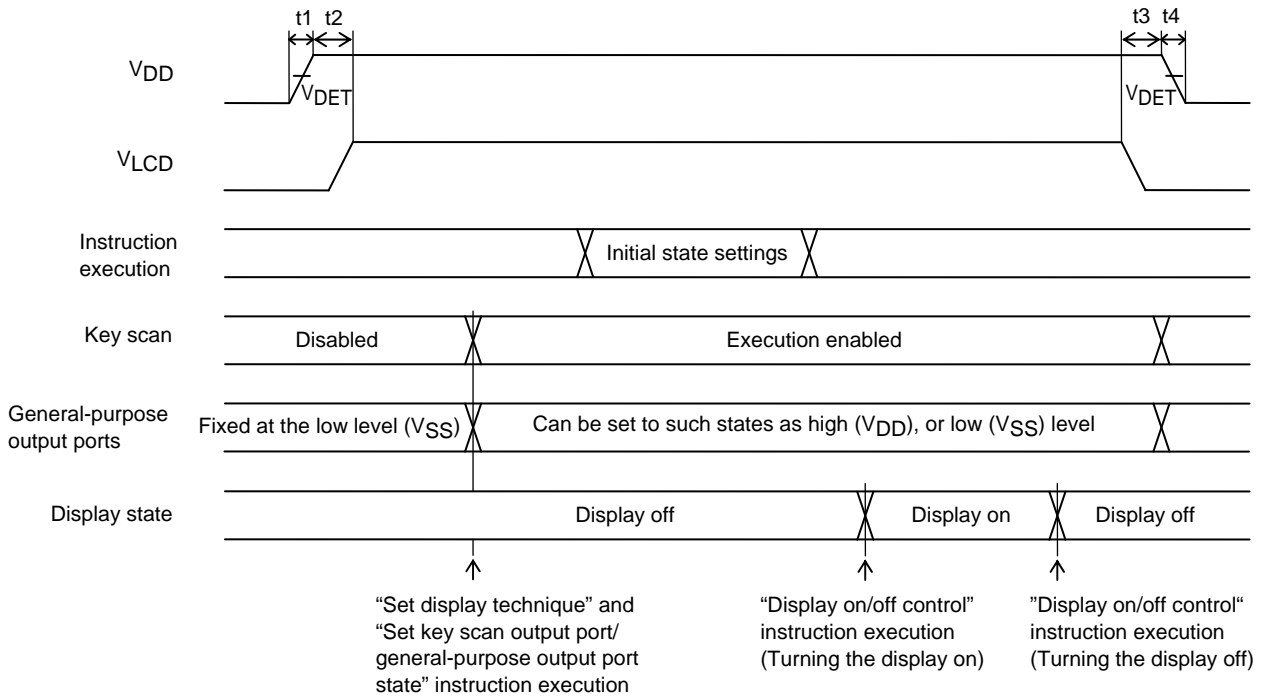 t1 t2 t3 t4
VDD
VDET VDET
VLCD
Instruction
execution
Initial state settings
Key scan
Disabled
Execution enabled
General-purpose
output ports
Fixed at the low level (VSS)
Can be set to such states as high (VDD), or low (VSS) level
Display state
Display off
Display on
Display off
“Set display technique” and
“Set key scan output port/
general-purpose output port
state” instruction execution
“Display on/off control”
instruction execution
(Turning the display on)
”Display on/off control“
instruction execution
(Turning the display off)